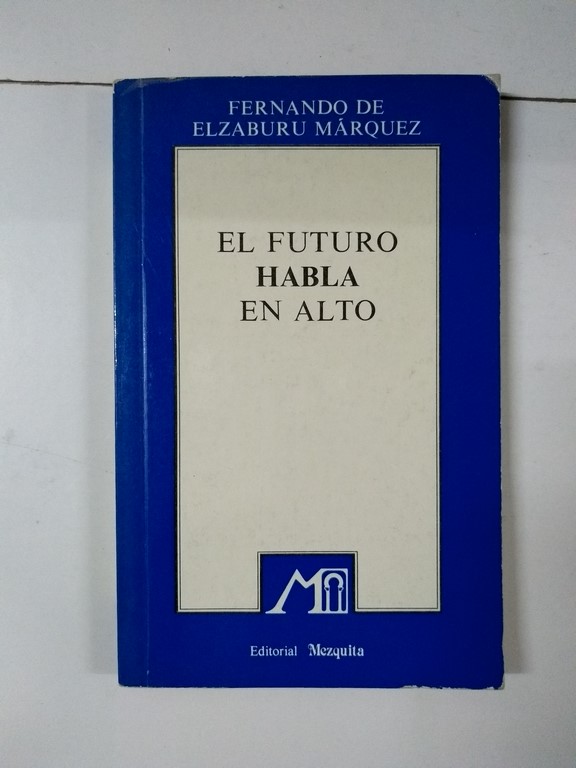 FERNANDO DE
ELZABURU MÁRQUEZ
EL FUTURO
HABLA
EN ALTO
M
Editorial Mezquita